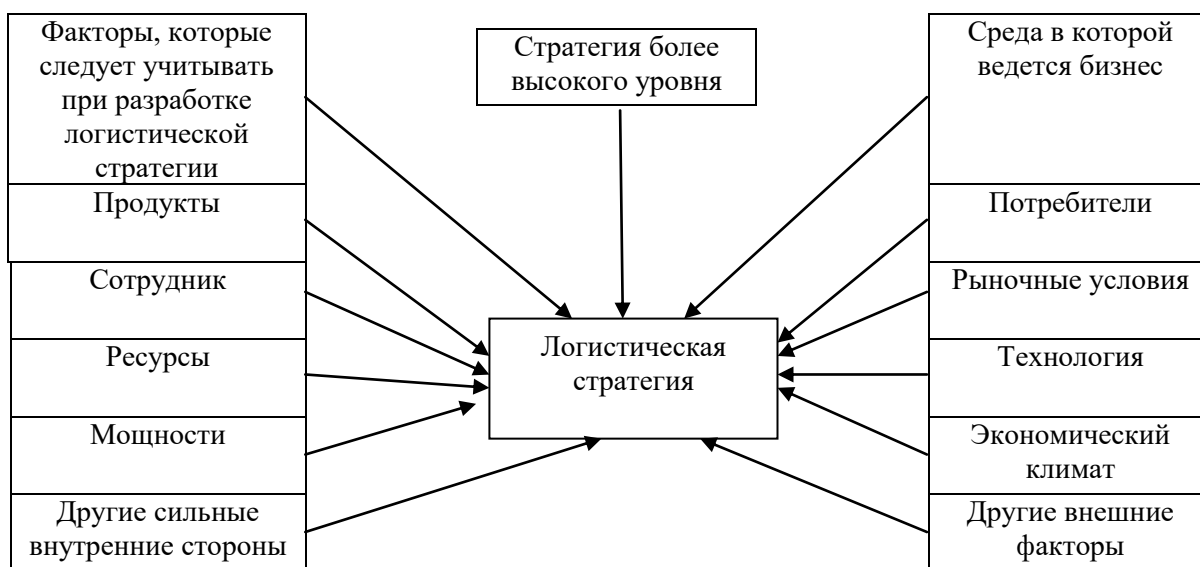 Факторы, которые
следует учитывать
при разработке
логистической
стратегии
Продукты
Сотрудник
Ресурсы
Мощности
Другие сильные
внутренние стороны
Стратегия более
высокого уровня
Логистическая
стратегия
Среда в которой
ведется бизнес
Потребители
Рыночные условия
Технология
Экономический
климат
Другие внешние
факторы